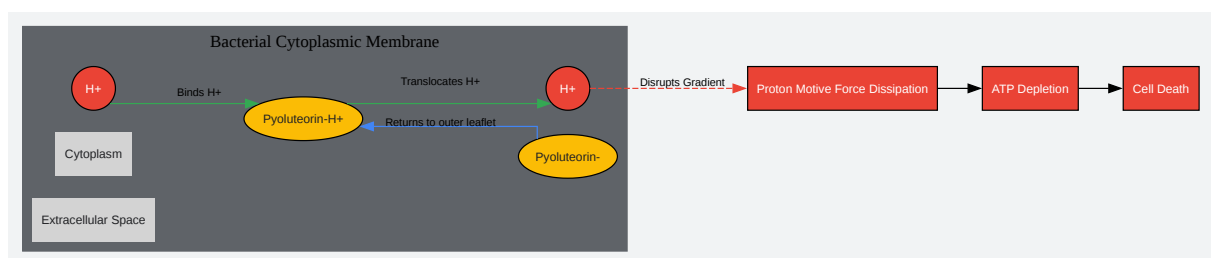 Bacterial Cytoplasmic Membrane
H+
Binds H+
Translocates H+
H+
Disrupts Gradient
Proton Motive Force Dissipation
ATP Depletion
Cell Death
Pyoluteorin-H+
Returns to outer leaflet
Pyoluteorin-
Cytoplasm
Extracellular Space